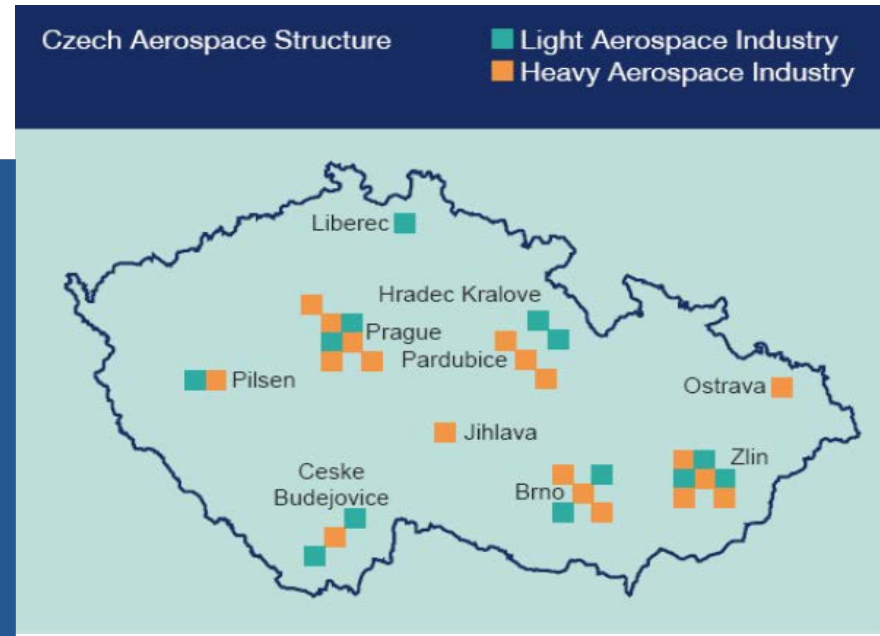 Czech Aerospace Structure
Light Aerospace Industry
Heavy Aerospace Industry
Liberec
Hradec Kralove
Prague
Pardubice
Pilsen
Ostrava
Jihlava
Zlin
Ceske
Budejovice
Brno